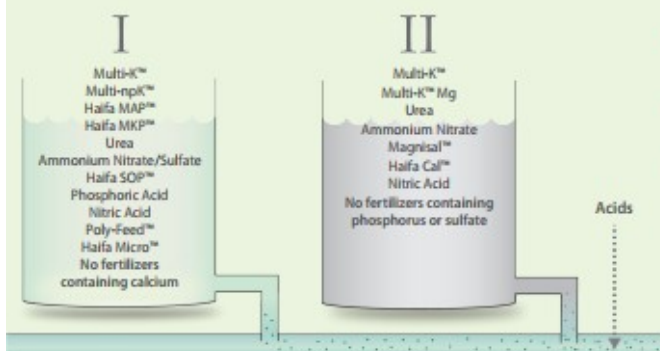 I
Multi-K™
Multi-npK™
Haifa MAP™
Haifa MKP™
Urea
Ammonium Nitrate/Sulfate
Haifa SOP™
Phosphoric Acid
Nitric Acid
Poly-Feed™
Haifa Micro™
No fertilizers
containing calcium
II
Multi-K™
Multi-K™ Mg
Urea
Ammonium Nitrate
Magnisal™
Haifa Cal™
Nitric Acid
No fertilizers containing
phosphorus or sulfate
Acids